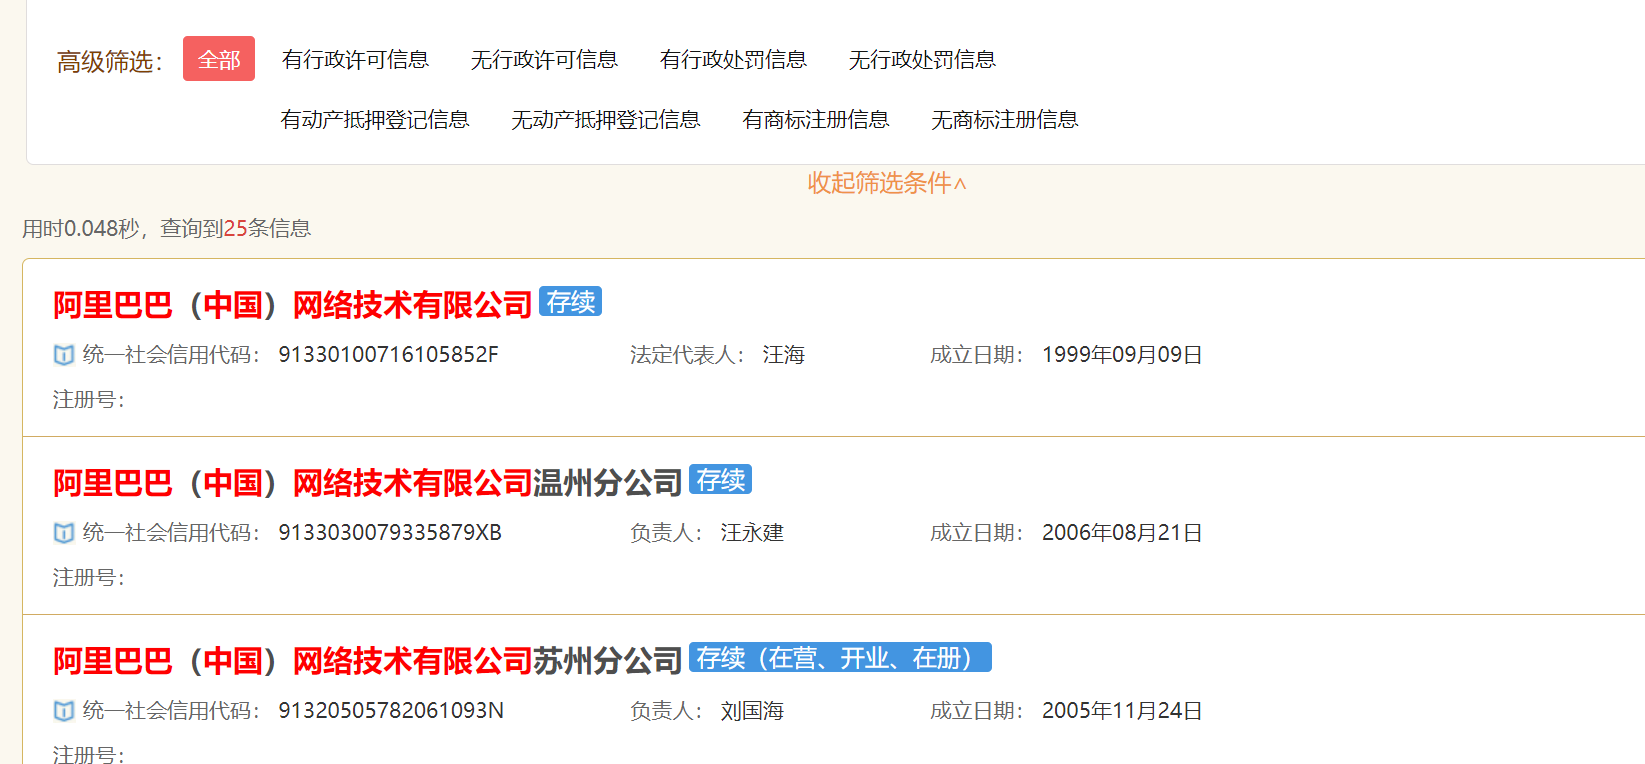 高级筛选： 全部 有行政许可信息 无行政许可信息 有行政处罚信息 无行政处罚信息
有动产抵押登记信息 无动产抵押登记信息 有商标注册信息 无商标注册信息
收起筛选条件^
用时0.048秒，查询到25条信息
阿里巴巴（中国）网络技术有限公司 存续
统一社会信用代码： 91330100716105852F 法定代表人： 汪海 成立日期： 1999年09月09日
注册号：
阿里巴巴（中国）网络技术有限公司温州分公司 存续
统一社会信用代码： 9133030079335879XB 负责人： 汪永建 成立日期： 2006年08月21日
注册号：
阿里巴巴（中国）网络技术有限公司苏州分公司 存续（在营、开业、在册）
统一社会信用代码： 91320505782061093N 负责人： 刘国海 成立日期： 2005年11月24日
注册号：